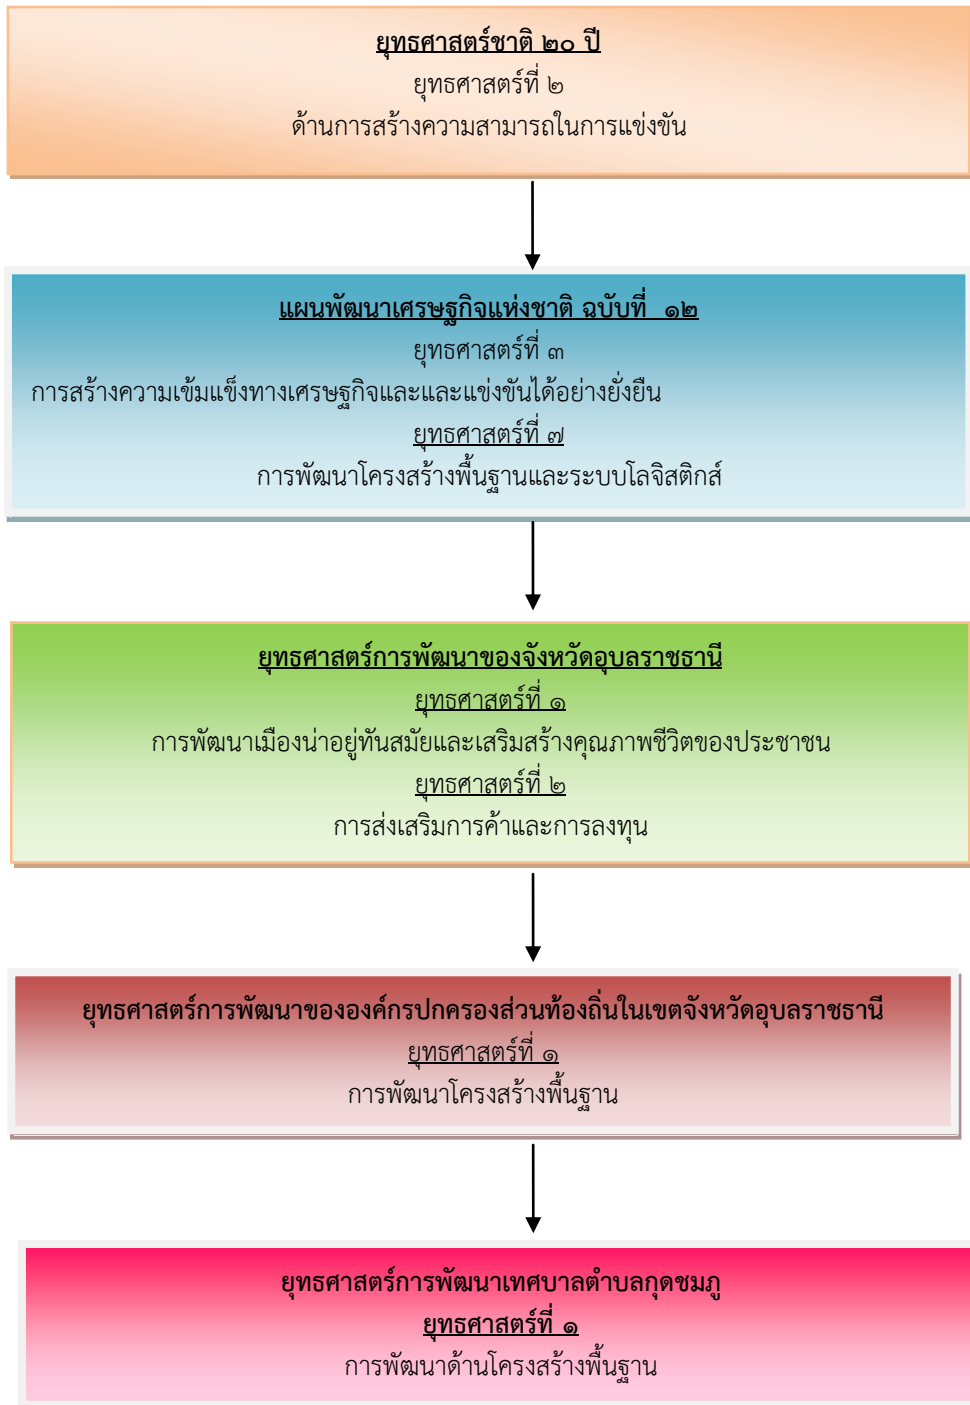 ยุทธศาสตร์ชาติ ๒๐ ปี
ยุทธศาสตร์ที่ ๒
ด้านการสร้างความสามารถในการแข่งขัน
แผนพัฒนาเศรษฐกิจแห่งชาติ ฉบับที่ ๑๒
ยุทธศาสตร์ที่ ๓
การสร้างความเข้มแข็งทางเศรษฐกิจและและแข่งขันได้อย่างยั่งยืน
ยุทธศาสตร์ที่ ๗
การพัฒนาโครงสร้างพื้นฐานและระบบโลจิสติกส์
ยุทธศาสตร์การพัฒนาของจังหวัดอุบลราชธานี
ยุทธศาสตร์ที่ ๑
การพัฒนาเมืองน่าอยู่ทันสมัยและเสริมสร้างคุณภาพชีวิตของประชาชน
ยุทธศาสตร์ที่ ๒
การส่งเสริมการค้าและการลงทุน
ยุทธศาสตร์การพัฒนาขององค์กรปกครองส่วนท้องถิ่นในเขตจังหวัดอุบลราชธานี
ยุทธศาสตร์ที่ ๑
การพัฒนาโครงสร้างพื้นฐาน
ยุทธศาสตร์การพัฒนาเทศบาลตำบลกุดชมภู
ยุทธศาสตร์ที่ ๑
การพัฒนาด้านโครงสร้างพื้นฐาน